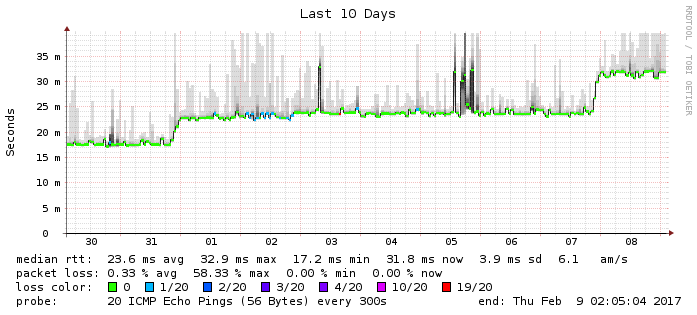 Last 10 Days
RRDTOOL / TOBI OETIKER
Seconds
35 m
30 m
25 m
20 m
15 m
10 m
5 m
0
30 31 01 02 03 04 05 06 07 08
median rtt: 23.6 ms avg 32.9 ms max 17.2 ms min 31.8 ms now 3.9 ms sd 6.1 am/s
packet loss: 0.33 % avg 58.33 % max 0.00 % min 0.00 % now
loss color: 0 1/20 2/20 3/20 4/20 10/20 19/20
probe: 20 ICMP Echo Pings (56 Bytes) every 300s end: Thu Feb 9 02:05:04 2017